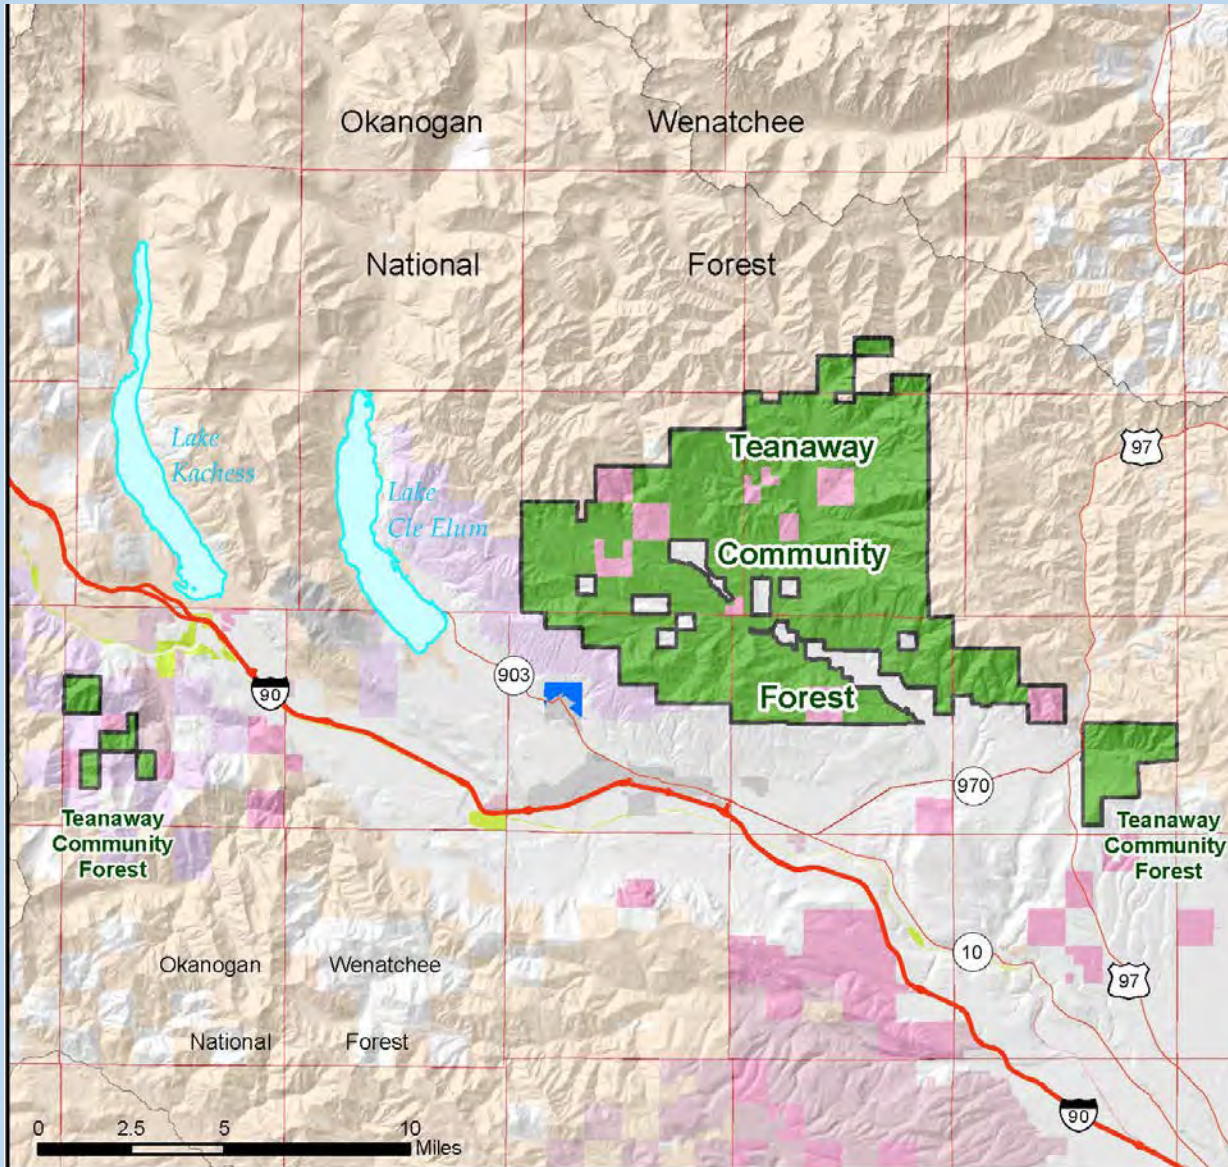 Okanogan Wenatchee
National Forest
97
Lake
Kachess
Teanaway
Lake
Cle Elum
Community
903
90
Forest
970
Teanaway
Community
Forest
Teanaway
Community
Forest
10
Okanogan Wenatchee
97
National Forest
90
0 2.5 5 10
Miles